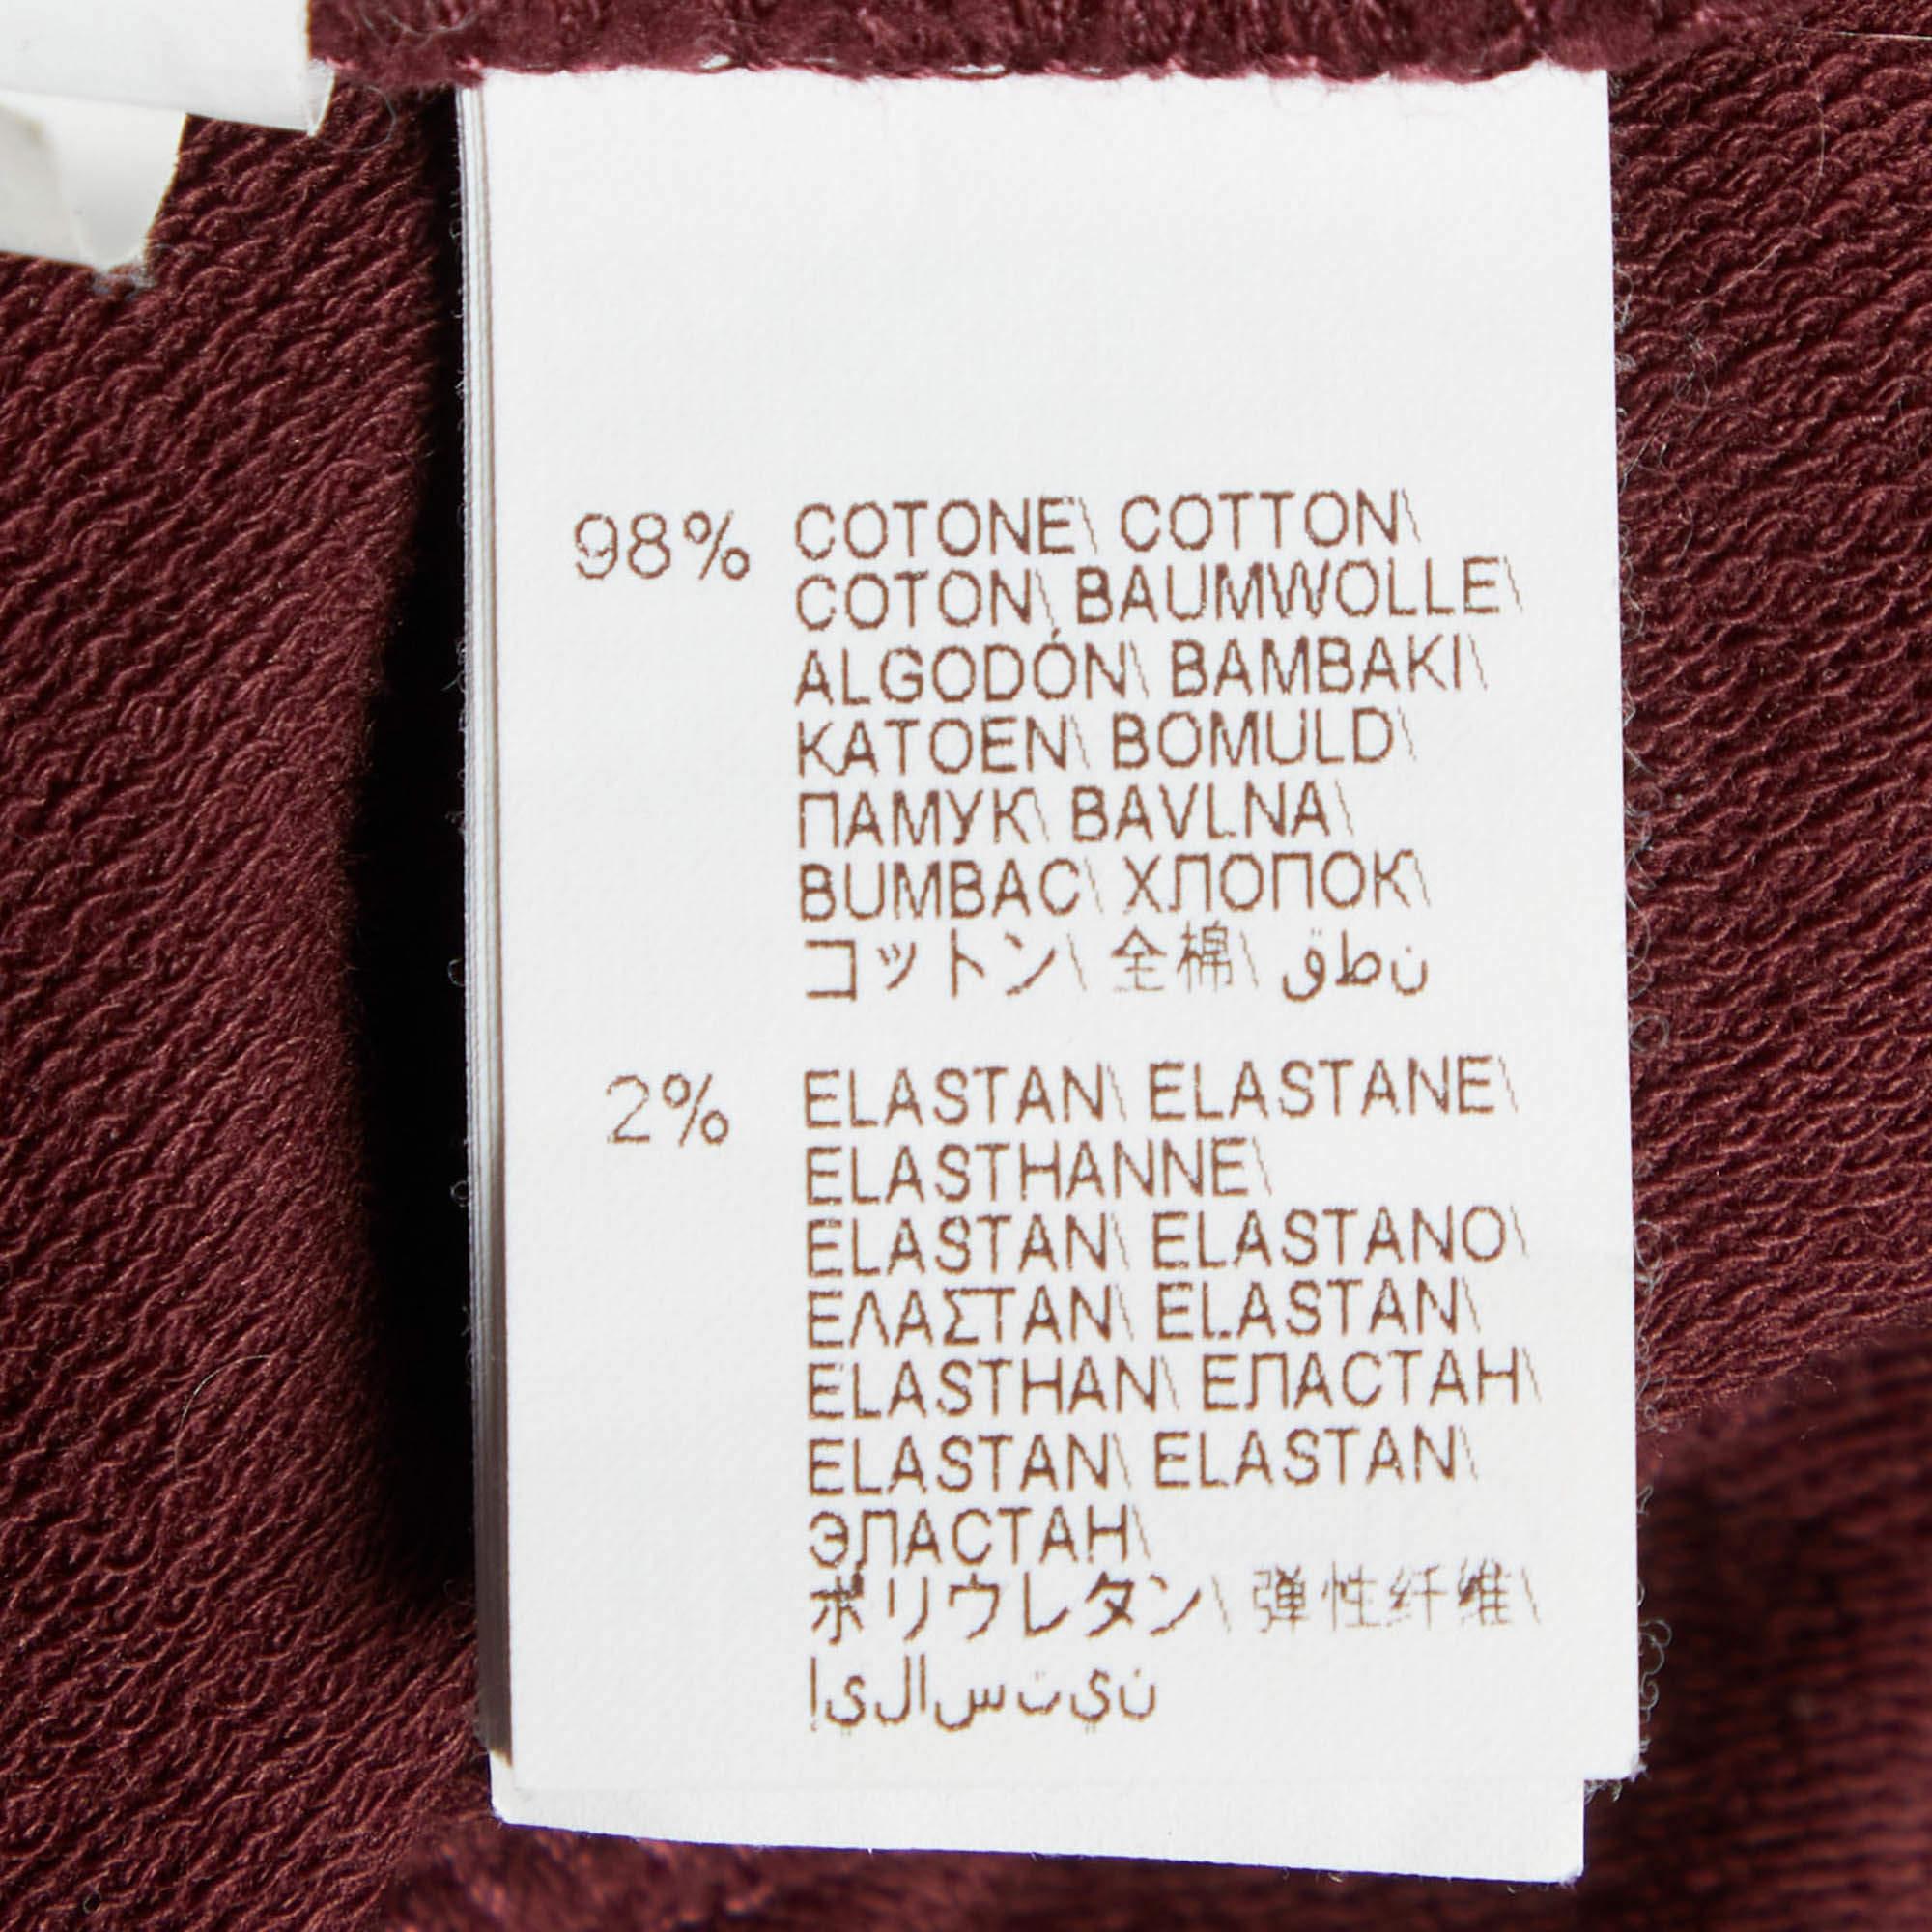 98% COTONE\ COTTON\
COTON\ BAUMWOLLE\
ALGODÓN\ BAMBAKI\
KATOEN\ BOMULD\
ПАМУК\ BAVLNA\
BUMBAC\ ХЛОПОК\
コットン\ 全棉\ نطق
2% ELASTAN\ ELASTANE\
ELASTHANNE\
ELASTAN\ ELASTANO\
ΕΛΑΣΤΑΝ\ ELASTAN\
ELASTHAN\ ЕЛАСТАН\
ELASTAN\ ELASTAN\
ЭЛАСТАН\
ポリウレタン\ 弹性纤维\
نيتساليإ